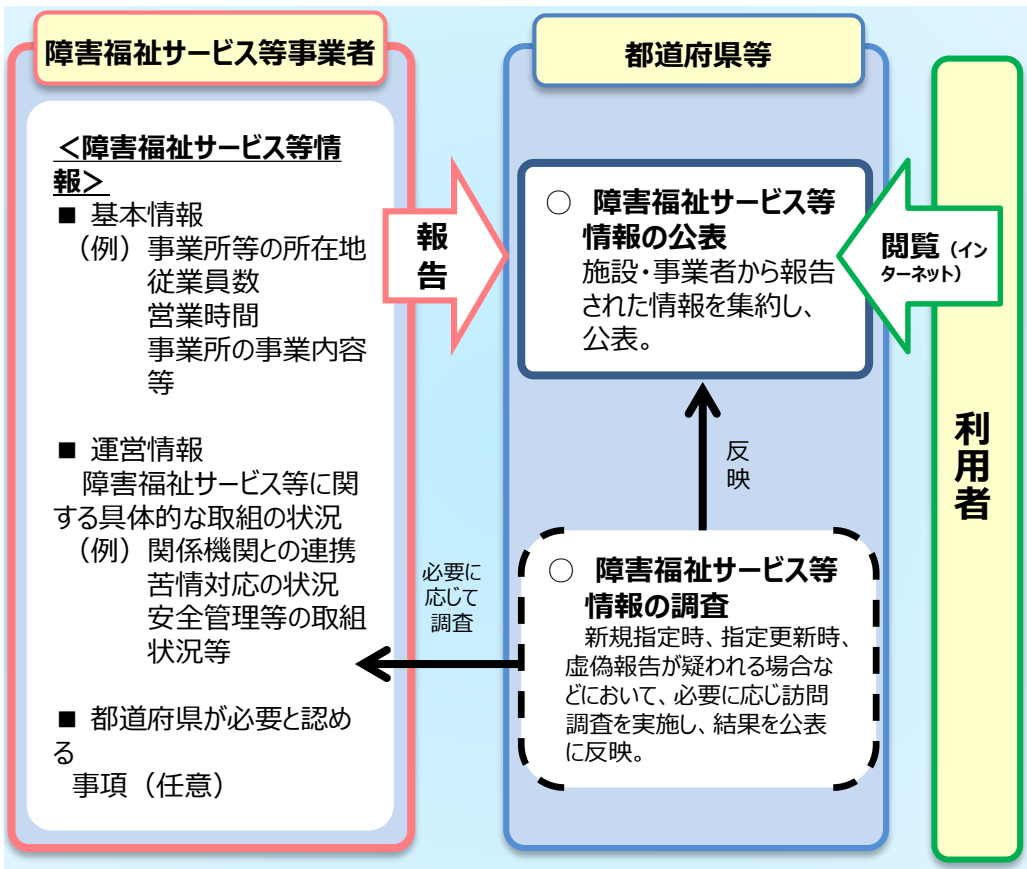 障害福祉サービス等事業者
＜障害福祉サービス等情
報＞
■ 基本情報
（例）事業所等の所在地
従業員数
営業時間
事業所の事業内容
等
■ 運営情報
障害福祉サービス等に関
する具体的な取組の状況
（例）関係機関との連携
苦情対応の状況
安全管理等の取組
状況等
■ 都道府県が必要と認め
る
事項（任意）
報
告
必要に
応じて
調査
都道府県等
○ 障害福祉サービス等
情報の公表
施設・事業者から報告
された情報を集約し、
公表。
反
映
○ 障害福祉サービス等
情報の調査
新規指定時、指定更新時、
虚偽報告が疑われる場合な
どにおいて、必要に応じ訪問
調査を実施し、結果を公表
に反映。
閲覧（イン
ターネット）
利
用
者